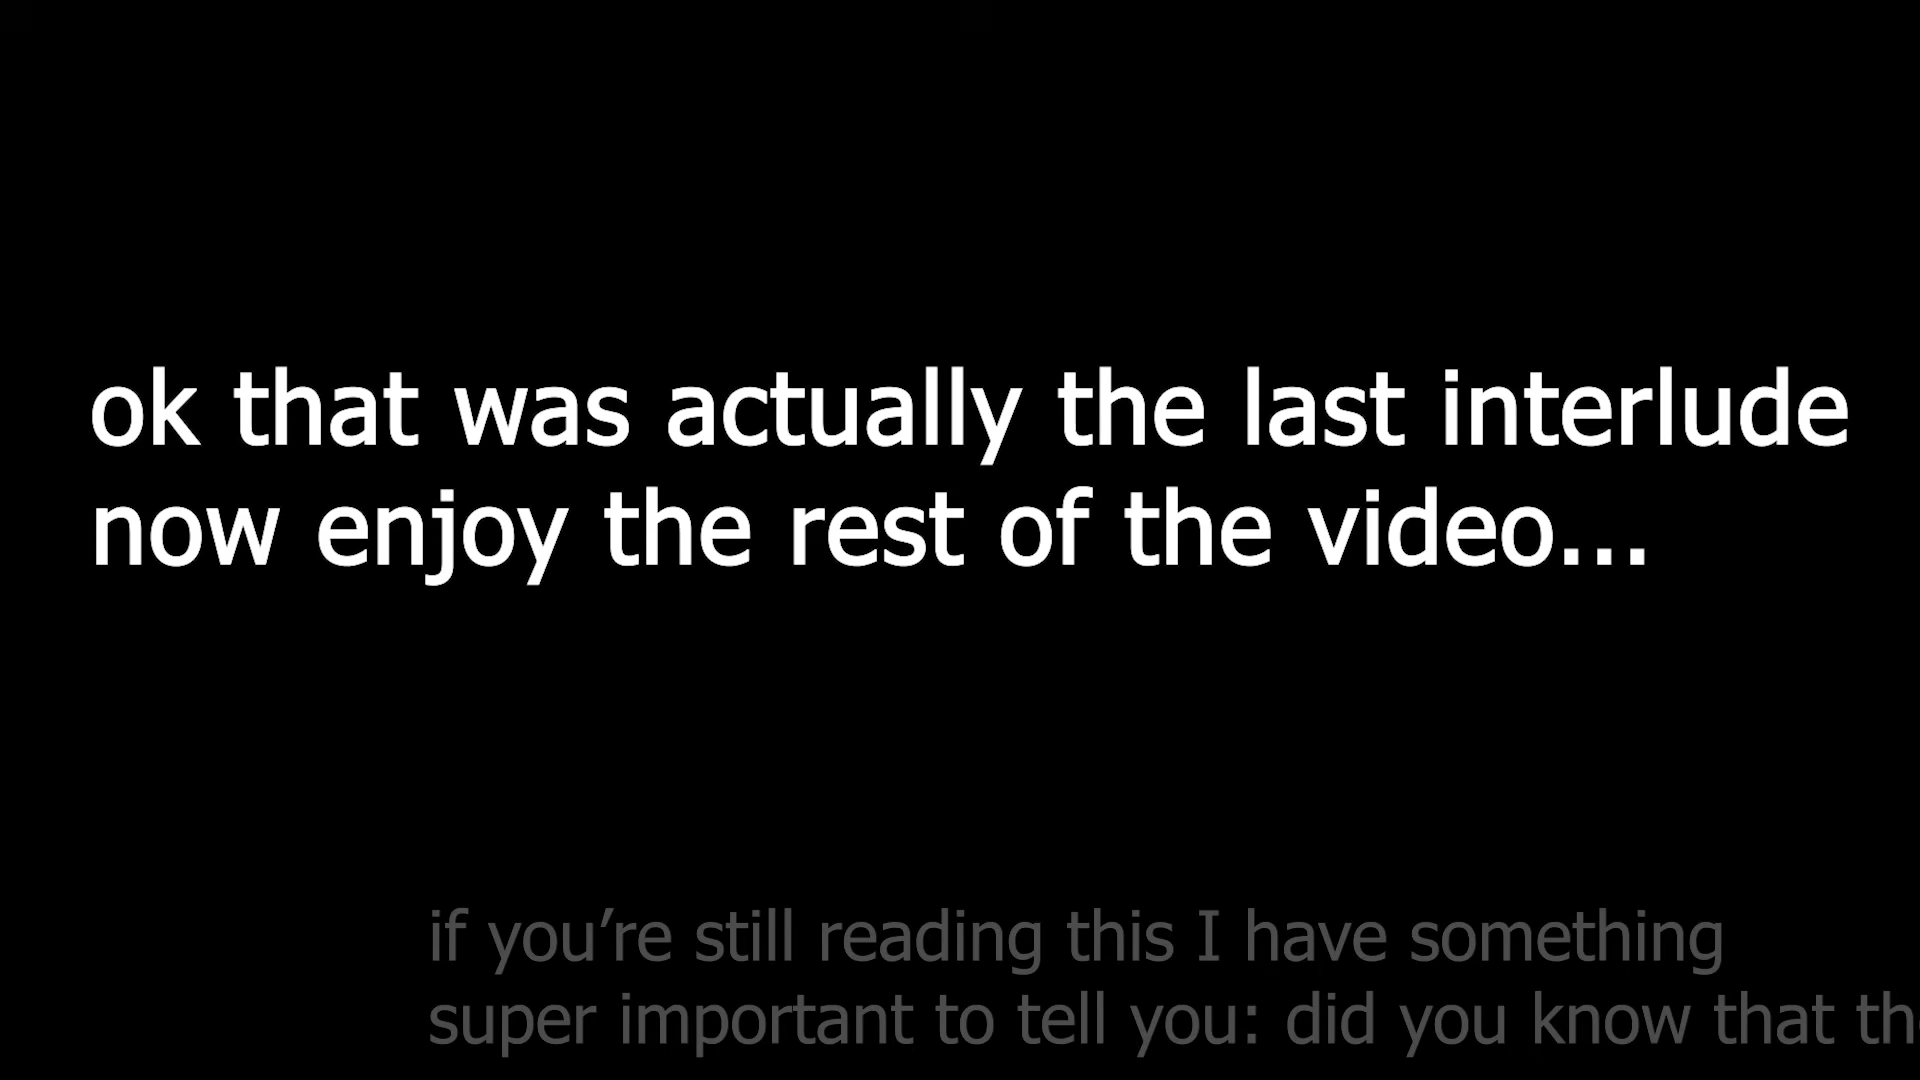 ok that was actually the last interlude
now enjoy the rest of the video...
if you’re still reading this I have something
super important to tell you: did you know that